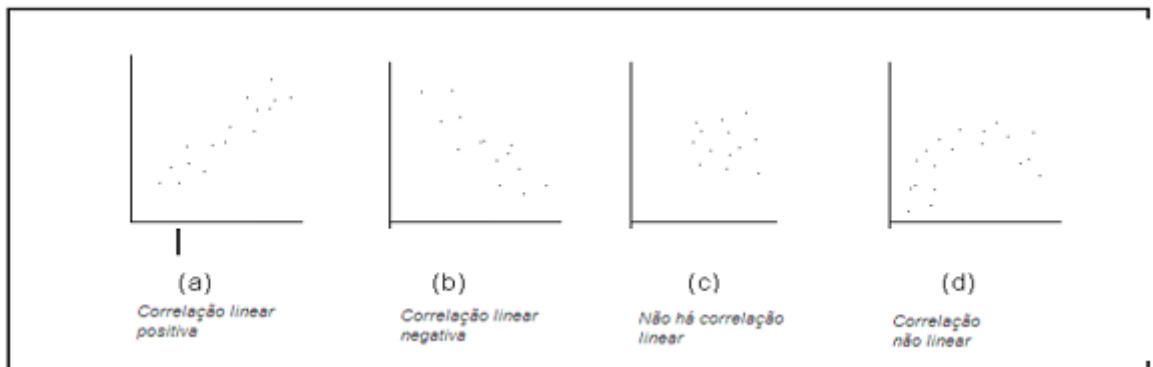 (a)
Correlação linear
positiva
(b)
Correlação linear
negativa
(c)
Não há correlação
linear
(d)
Correlação
não linear